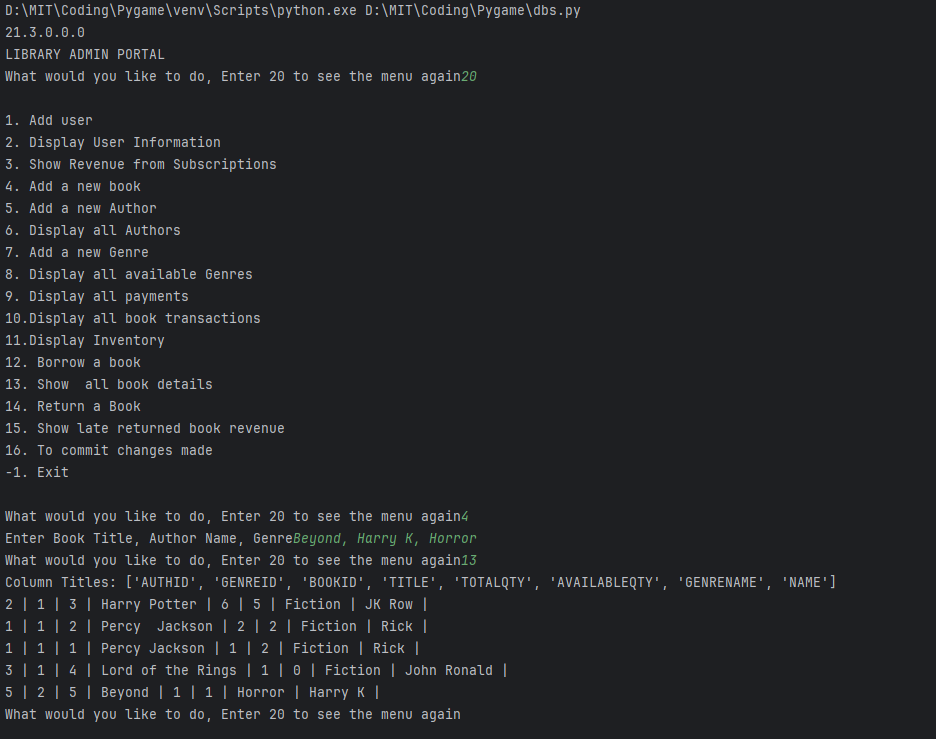 D:\MIT\Coding\Pygame\venv\Scripts\python.exe D:\MIT\Coding\Pygame\dbs.py
21.3.0.0.0
LIBRARY ADMIN PORTAL
What would you like to do, Enter 20 to see the menu again20
1. Add user
2. Display User Information
3. Show Revenue from Subscriptions
4. Add a new book
5. Add a new Author
6. Display all Authors
7. Add a new Genre
8. Display all available Genres
9. Display all payments
10.Display all book transactions
11.Display Inventory
12. Borrow a book
13. Show  all book details
14. Return a Book
15. Show late returned book revenue
16. To commit changes made
-1. Exit
What would you like to do, Enter 20 to see the menu again4
Enter Book Title, Author Name, GenreBeyond, Harry K, Horror
What would you like to do, Enter 20 to see the menu again13
Column Titles: ['AUTHID', 'GENREID', 'BOOKID', 'TITLE', 'TOTALQTY', 'AVAILABLEQTY', 'GENRENAME', 'NAME']
2 | 1 | 3 | Harry Potter | 6 | 5 | Fiction | JK Row |
1 | 1 | 2 | Percy  Jackson | 2 | 2 | Fiction | Rick |
1 | 1 | 1 | Percy Jackson | 1 | 2 | Fiction | Rick |
3 | 1 | 4 | Lord of the Rings | 1 | 0 | Fiction | John Ronald |
5 | 2 | 5 | Beyond | 1 | 1 | Horror | Harry K |
What would you like to do, Enter 20 to see the menu again